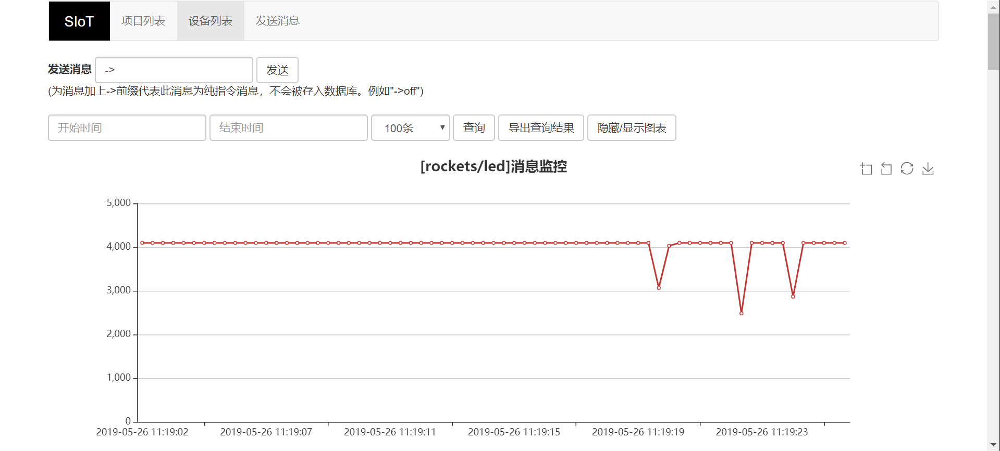 SIoT 项目列表 设备列表 发送消息
发送消息 -> 发送
(为消息加上->前缀代表此消息为纯指令消息，不会被存入数据库。例如"->off")
开始时间 结束时间 100条 查询 导出查询结果 隐藏/显示图表
[rockets/led]消息监控
5,000
4,000
3,000
2,000
1,000
0
2019-05-26 11:19:02 2019-05-26 11:19:07 2019-05-26 11:19:11 2019-05-26 11:19:15 2019-05-26 11:19:19 2019-05-26 11:19:23